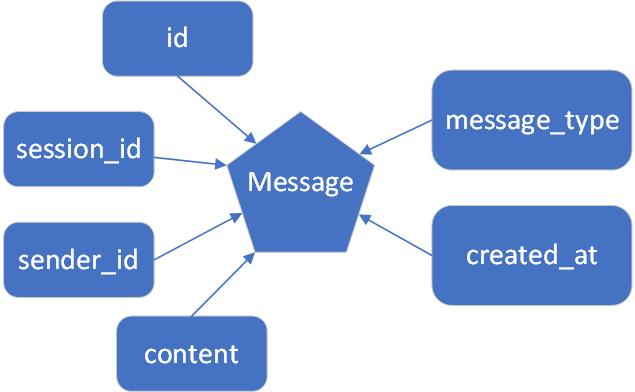 id
session_id
message_type
Message
sender_id
created_at
content